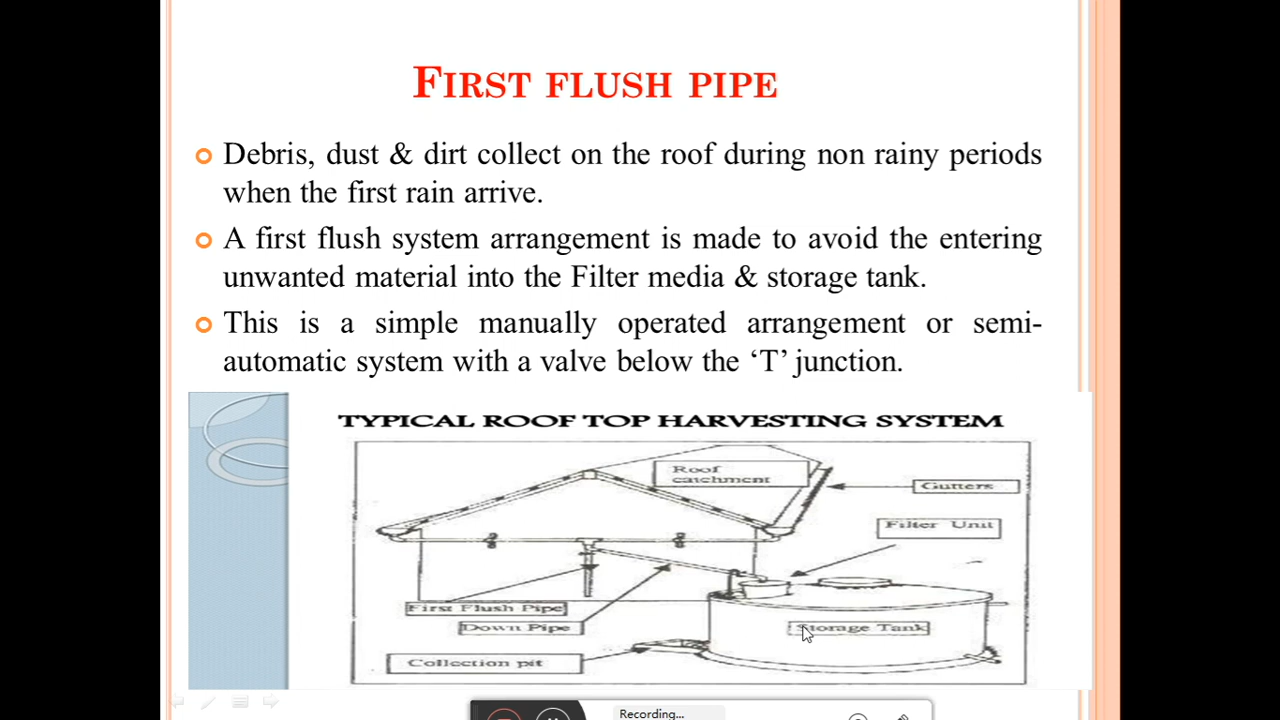 FIRST FLUSH PIPE
Debris, dust & dirt collect on the roof during non rainy periods
when the first rain arrive.
A first flush system arrangement is made to avoid the entering
unwanted material into the Filter media & storage tank.
This is a simple manually operated arrangement or semi-
automatic system with a valve below the ‘T’ junction.
TYPICAL ROOF TOP HARVESTING SYSTEM
Roof
catchment
Gutters
Filter Unit
First Flush Pipe
Down Pipe
Storage Tank
Collection pit
Recording...